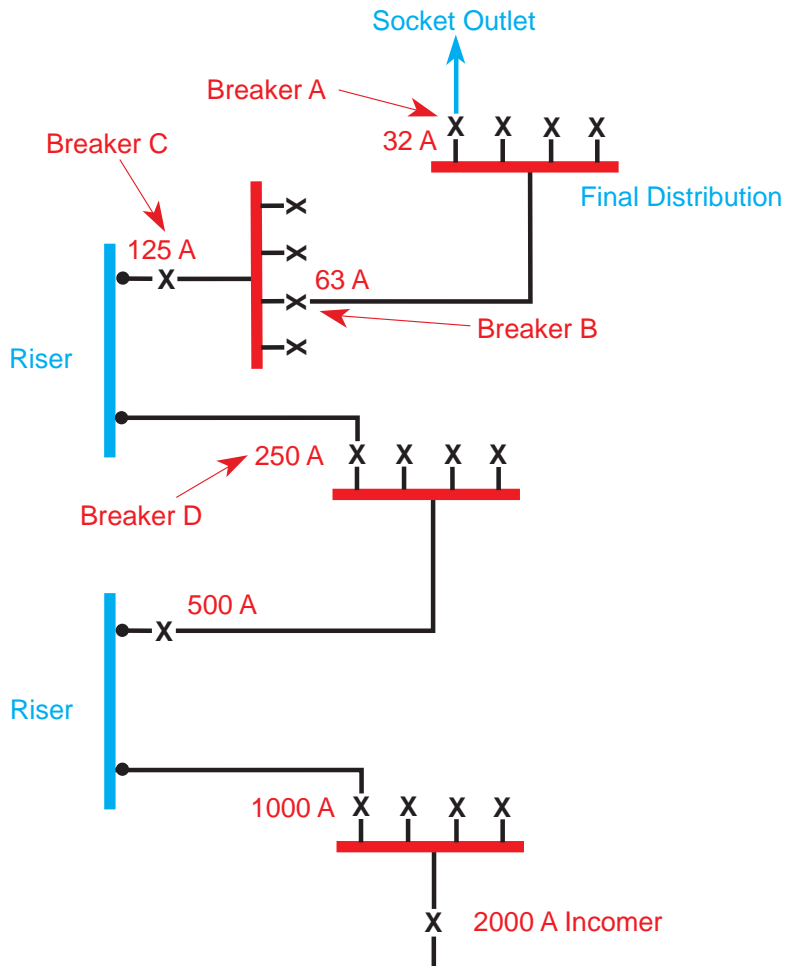 Socket Outlet
Breaker A
32 A
X X X X
Final Distribution
Breaker C
125 A
X
X
X
63 A
X
X
Breaker B
Riser
250 A
X X X X
Breaker D
500 A
X
Riser
1000 A
X X X X
X
2000 A Incomer